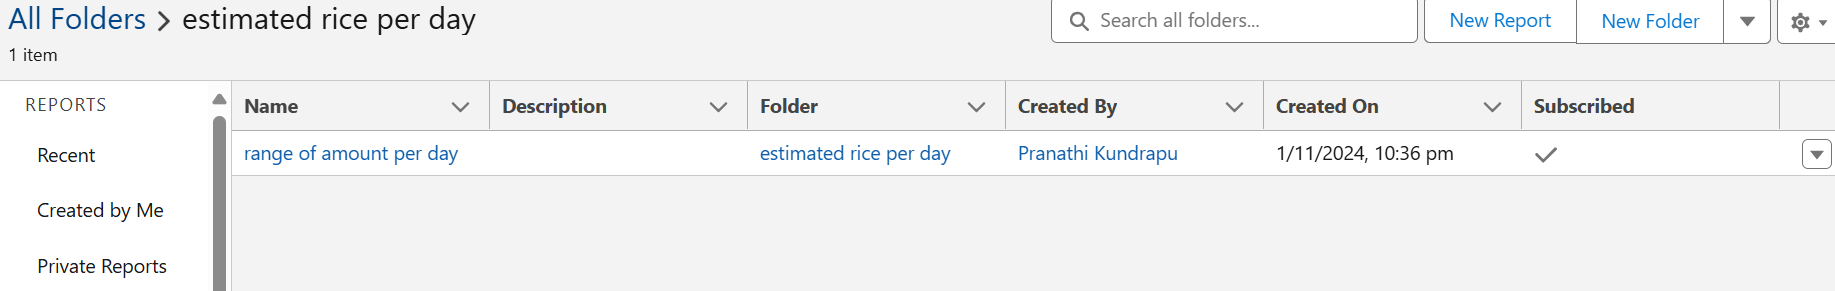 All Folders > estimated rice per day
1 item
Search all folders...
New Report
New Folder
REPORTS
Recent
Created by Me
Private Reports
Name Description Folder Created By Created On Subscribed
range of amount per day estimated rice per day Pranathi Kundrapu 1/11/2024, 10:36 pm